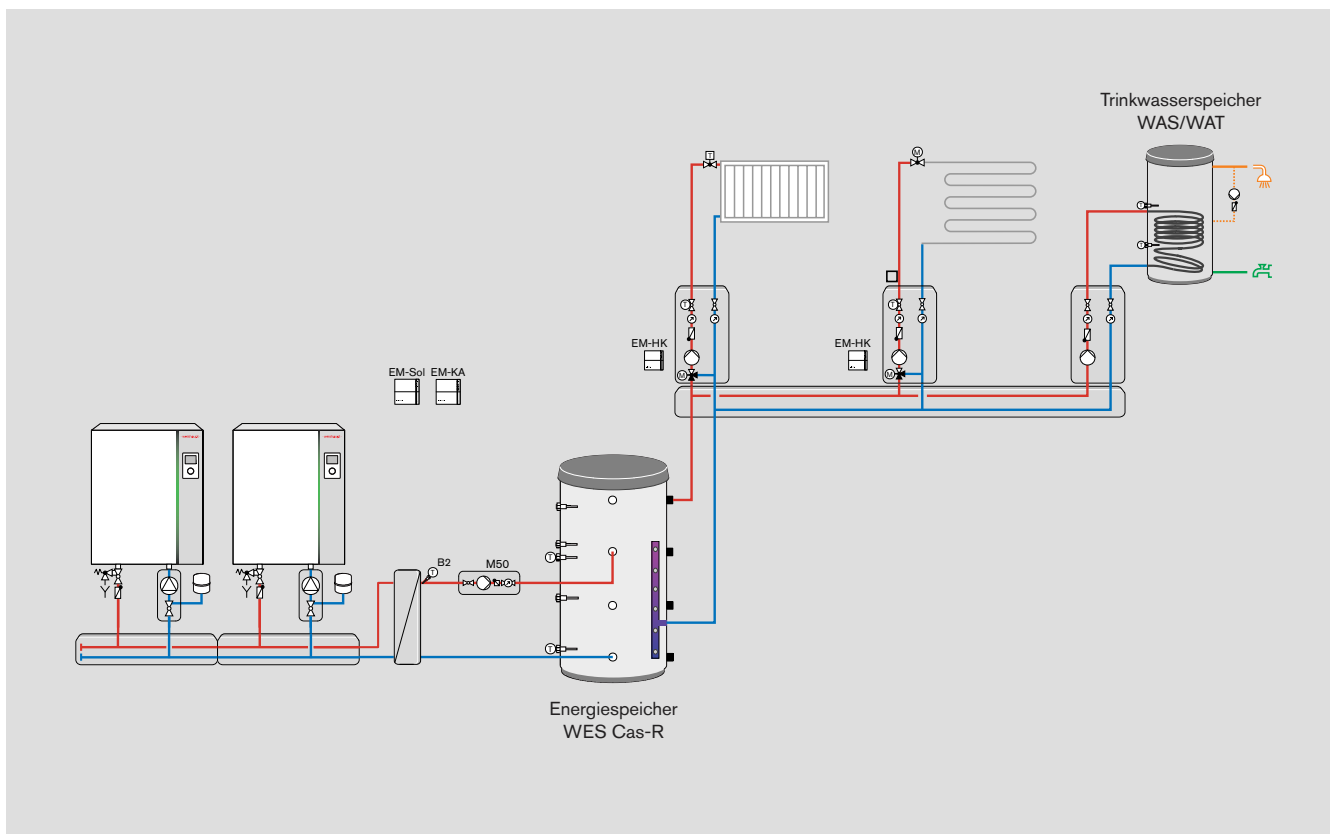 Trinkwasserspeicher
WAS/WAT
T
M
T
T
T
T
EM-HK
EM-HK
M
M
EM-Sol EM-KA
B2
T
M50
T
T
Energiespeicher
WES Cas-R